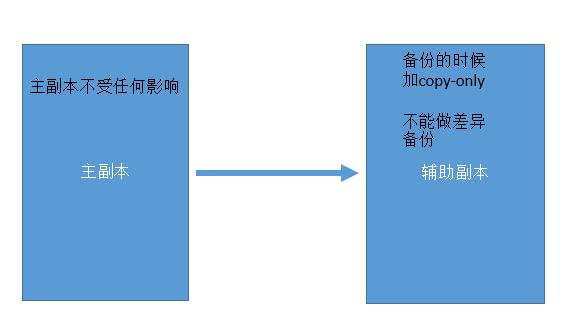 主副本不受任何影响
主副本
备份的时候
加copy-only
不能做差异
备份
辅助副本